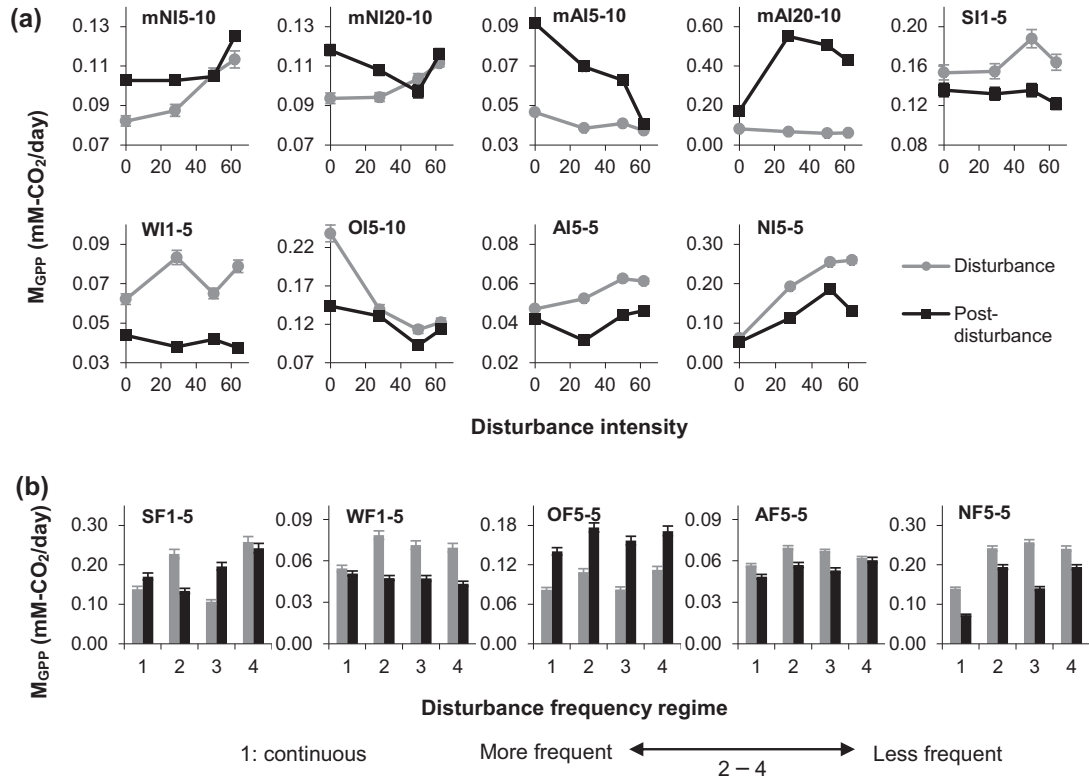 (a)
mNI5-10 mNI20-10 mAI5-10 mAI20-10 SI1-5
0.13 0.13 0.09 0.60 0.20
0.11 0.11 0.07 0.40 0.16
0.09 0.09 0.05 0.20 0.12
0.07 0.07 0.03 0.00 0.08
0 20 40 60 0 20 40 60 0 20 40 60 0 20 40 60 0 20 40 60
M_GPP (mM-CO₂/day)
WI1-5 OI5-10 AI5-5 NI5-5
0.09 0.22 0.08 0.30
0.07 0.17 0.06 0.20
0.05 0.12 0.04 0.10
0.03 0.07 0.02 0.00
0 20 40 60 0 20 40 60 0 20 40 60 0 20 40 60
Disturbance
Post-
disturbance
Disturbance intensity
(b)
SF1-5 WF1-5 OF5-5 AF5-5 NF5-5
0.30 0.09 0.18 0.09 0.30
0.20 0.06 0.12 0.06 0.20
0.10 0.03 0.06 0.03 0.10
0.00 0.00 0.00 0.00 0.00
1 2 3 4 1 2 3 4 1 2 3 4 1 2 3 4 1 2 3 4
M_GPP (mM-CO₂/day)
Disturbance frequency regime
1: continuous More frequent Less frequent
2 – 4